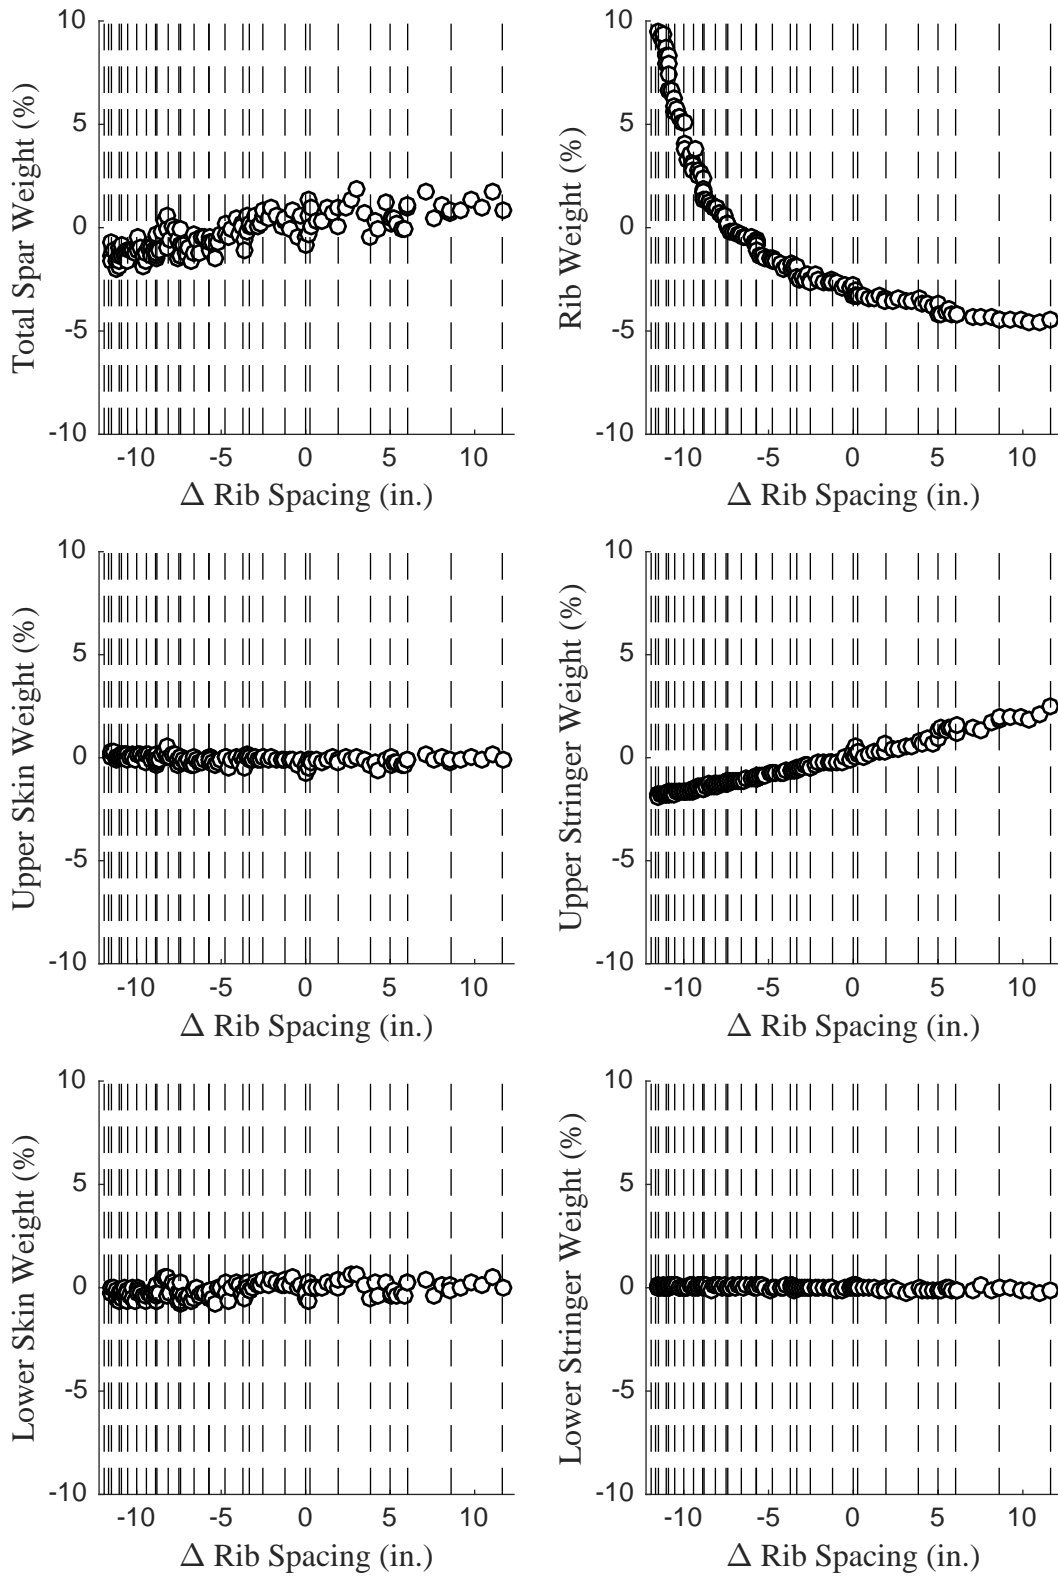 10
5
0
-5
-10
Total Spar Weight (%)
-10 -5 0 5 10
Δ Rib Spacing (in.)
10
5
0
-5
-10
Rib Weight (%)
-10 -5 0 5 10
Δ Rib Spacing (in.)
10
5
0
-5
-10
Upper Skin Weight (%)
-10 -5 0 5 10
Δ Rib Spacing (in.)
10
5
0
-5
-10
Upper Stringer Weight (%)
-10 -5 0 5 10
Δ Rib Spacing (in.)
10
5
0
-5
-10
Lower Skin Weight (%)
-10 -5 0 5 10
Δ Rib Spacing (in.)
10
5
0
-5
-10
Lower Stringer Weight (%)
-10 -5 0 5 10
Δ Rib Spacing (in.)